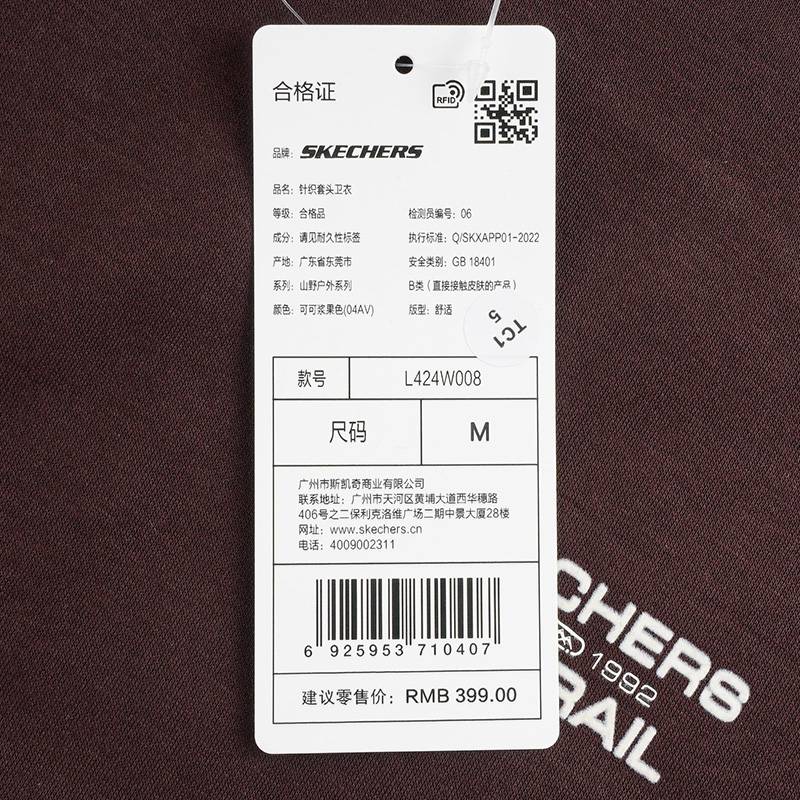 合格证
RFID
品牌: SKECHERS
品名: 针织套头卫衣
等级: 合格品 检测员编号: 06
成分: 请见耐久性标签 执行标准: Q/SKXAPP01-2022
产地: 广东省东莞市 安全类别: GB 18401
系列: 山野户外系列 B类 (直接接触皮肤的产品)
颜色: 可可浆果色(04AV) 版型: 舒适
TC1
5
款号 L424W008
尺码 M
广州市斯凯奇商业有限公司
联系地址: 广州市天河区黄埔大道西华穗路
406号之二保利克洛维广场二期中景大厦28楼
网址: www.skechers.cn
电话: 4009002311
6 925953 710407
建议零售价: RMB 399.00
CHERS
1992
RAIL